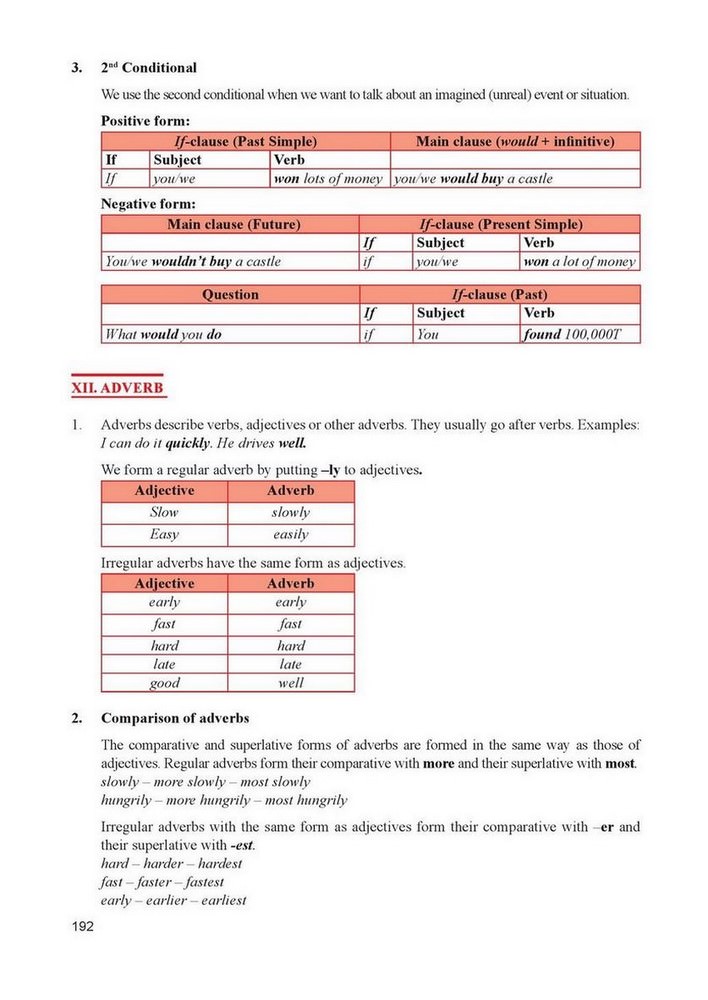 3. 2nd Conditional
We use the second conditional when we want to talk about an imagined (unreal) event or situation.
Positive form:
If-clause (Past Simple) Main clause (would + infinitive)
If Subject Verb
If you/we won lots of money you/we would buy a castle
Negative form:
Main clause (Future) If-clause (Present Simple)
If Subject Verb
You/we wouldn't buy a castle if you/we won a lot of money
Question If-clause (Past)
If Subject Verb
What would you do if You found 100,000T
XII. ADVERB
1. Adverbs describe verbs, adjectives or other adverbs. They usually go after verbs. Examples:
I can do it quickly. He drives well.
We form a regular adverb by putting –ly to adjectives.
Adjective Adverb
Slow slowly
Easy easily
Irregular adverbs have the same form as adjectives.
Adjective Adverb
early early
fast fast
hard hard
late late
good well
2. Comparison of adverbs
The comparative and superlative forms of adverbs are formed in the same way as those of
adjectives. Regular adverbs form their comparative with more and their superlative with most.
slowly – more slowly – most slowly
hungrily – more hungrily – most hungrily
Irregular adverbs with the same form as adjectives form their comparative with –er and
their superlative with -est.
hard – harder – hardest
fast – faster – fastest
early – earlier – earliest
192